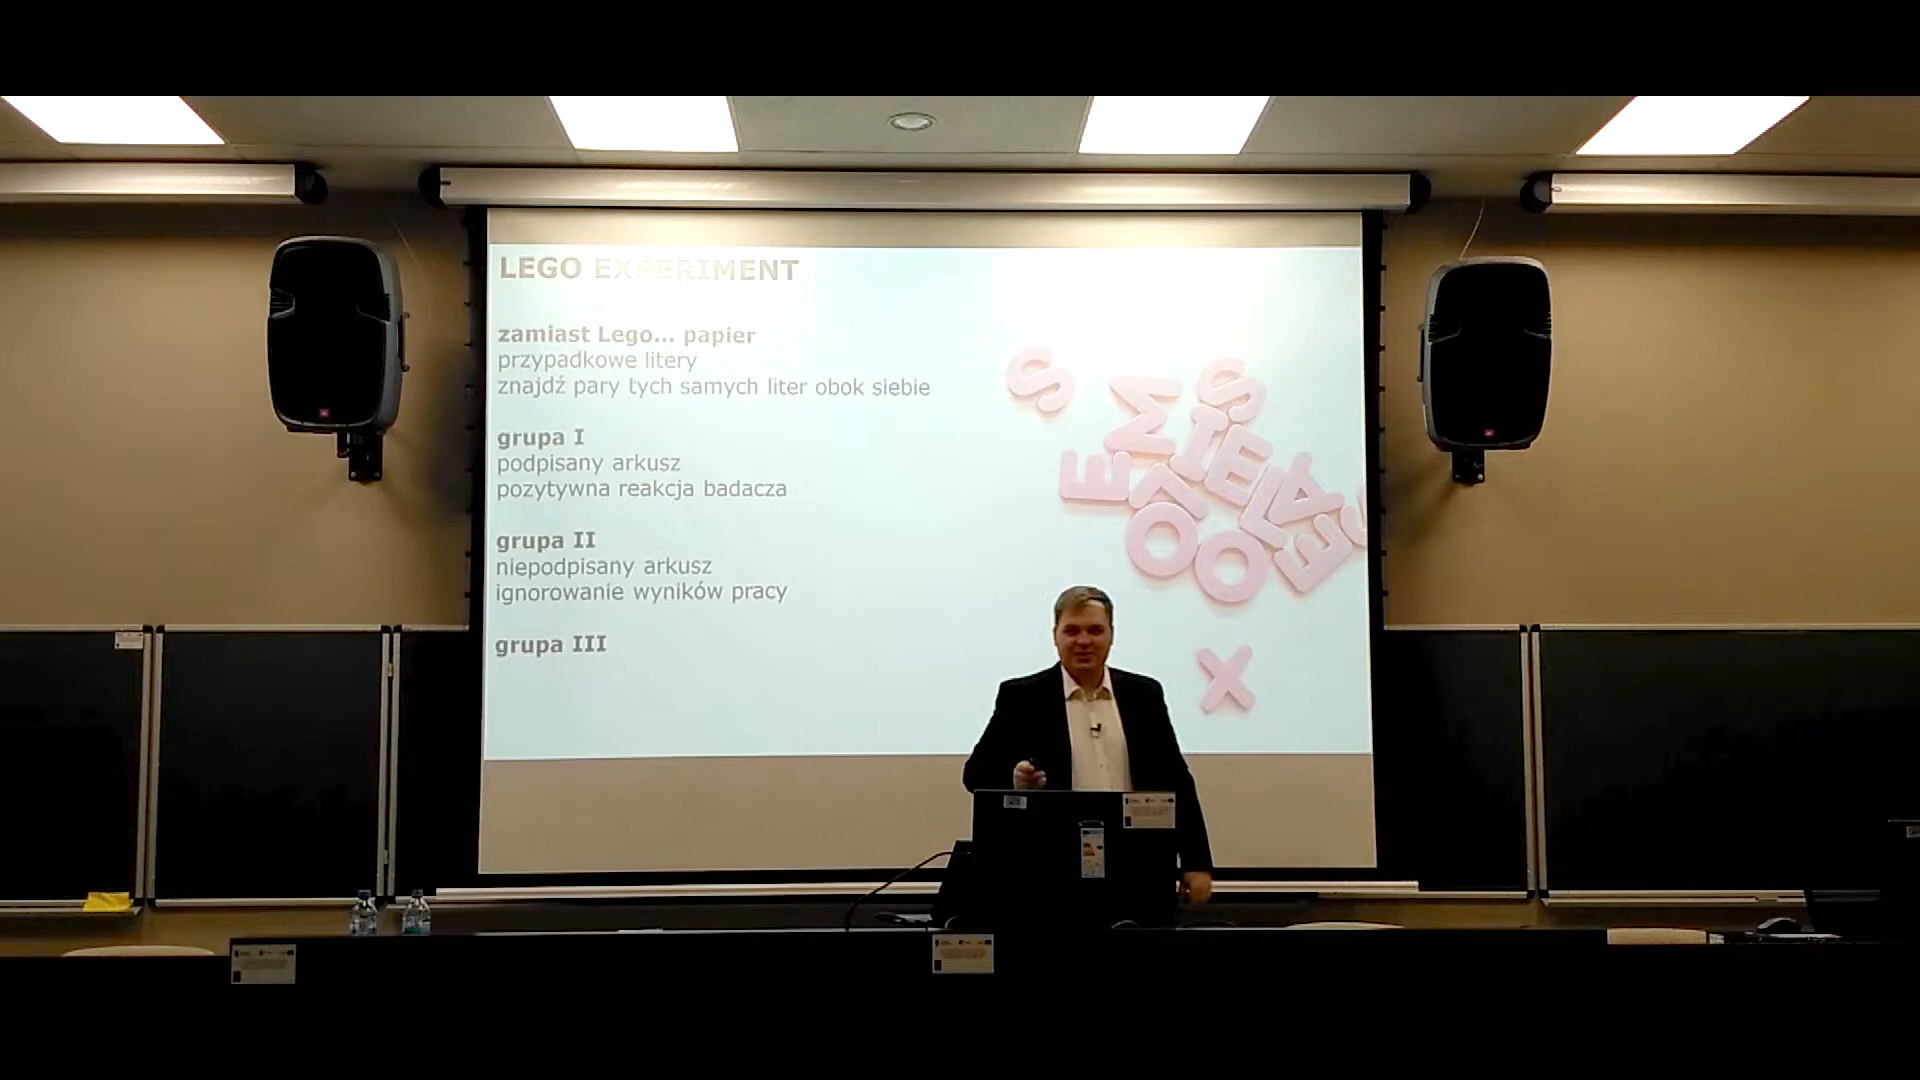 LEGO EXPERIMENT
zamiast Lego... papier
przypadkowe litery
znajdź pary tych samych liter obok siebie
grupa I
podpisany arkusz
pozytywna reakcja badacza
grupa II
niepodpisany arkusz
ignorowanie wyników pracy
grupa III